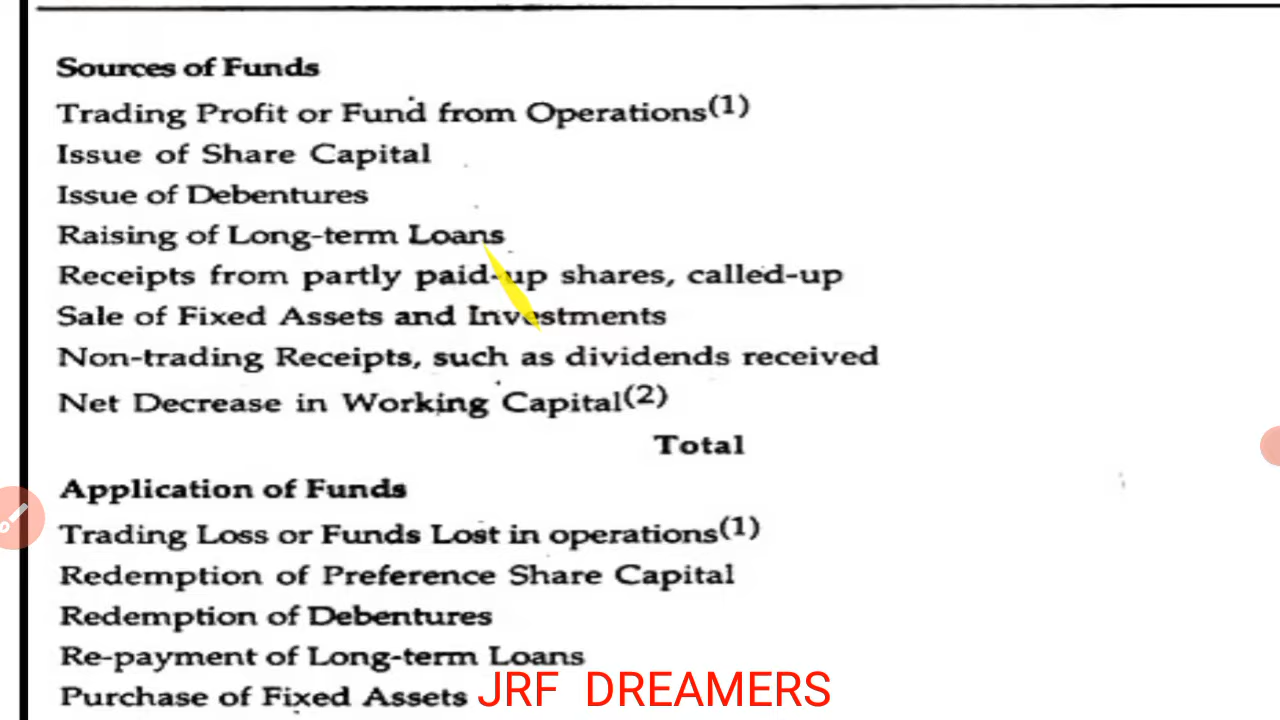 Sources of Funds
Trading Profit or Fund from Operations(1)
Issue of Share Capital
Issue of Debentures
Raising of Long-term Loans
Receipts from partly paid-up shares, called-up
Sale of Fixed Assets and Investments
Non-trading Receipts, such as dividends received
Net Decrease in Working Capital(2)
Total
Application of Funds
Trading Loss or Funds Lost in operations(1)
Redemption of Preference Share Capital
Redemption of Debentures
Re-payment of Long-term Loans
Purchase of Fixed Assets
JRF DREAMERS